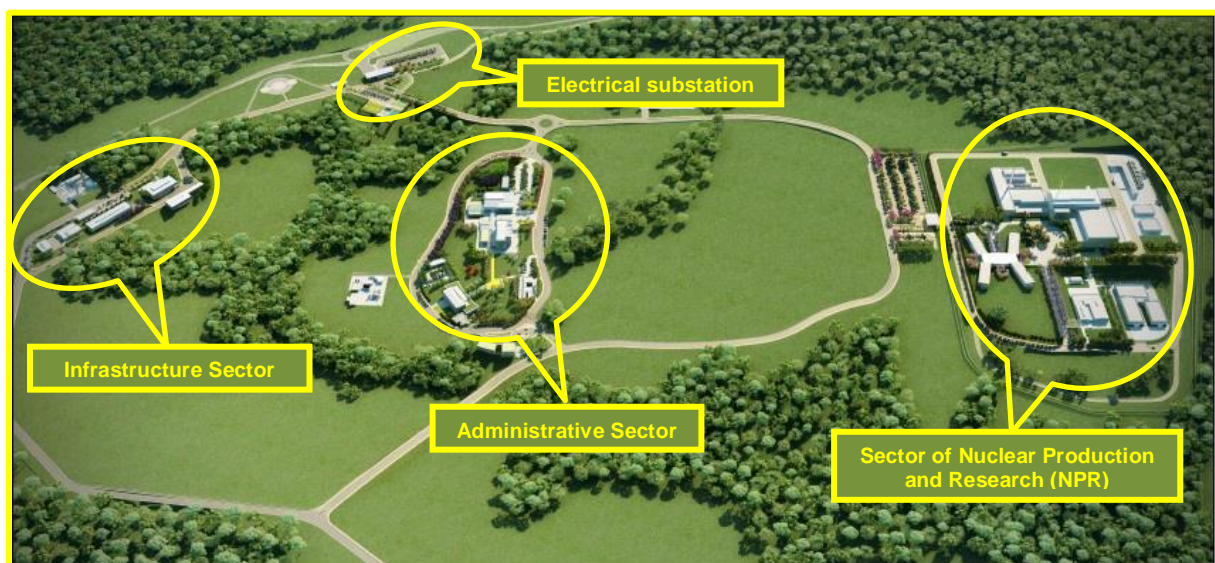 Electrical substation
Infrastructure Sector
Administrative Sector
Sector of Nuclear Production
and Research (NPR)